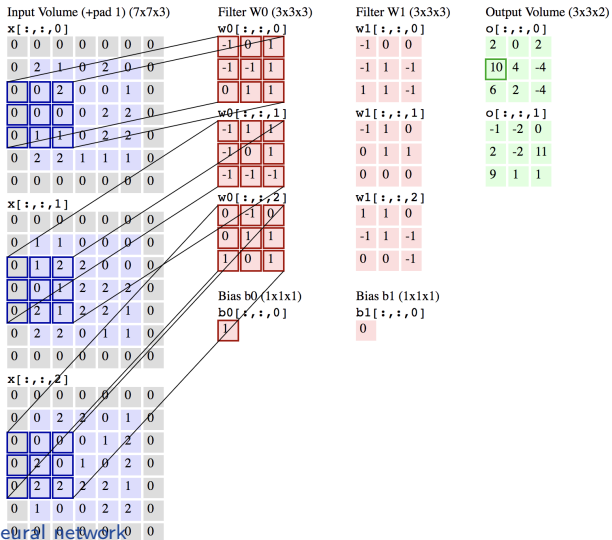 Input Volume (+pad 1) (7x7x3)
x[:,:,0]
0 0 0 0 0 0 0
0 2 1 0 2 0 0
0 0 2 0 0 1 0
0 0 0 0 2 2 0
0 1 1 0 2 2 0
0 2 2 1 1 1 0
0 0 0 0 0 0 0
x[:,:,1]
0 0 0 0 0 0 0
0 1 1 0 0 0 0
0 1 2 2 0 0 0
0 0 1 2 2 2 0
0 2 1 2 2 1 0
0 2 2 0 1 1 0
0 0 0 0 0 0 0
x[:,:,2]
0 0 0 0 0 0 0
0 0 2 2 0 1 0
0 0 0 0 1 2 0
0 2 0 1 0 2 0
0 2 2 2 2 1 0
0 1 0 0 2 2 0
0 0 0 0 0 0 0
eural network
Filter W0 (3x3x3)
w0[:,:,0]
-1 0 1
-1 -1 1
0 1 1
w0[:,:,1]
-1 1 1
-1 0 1
-1 -1 -1
w0[:,:,2]
0 -1 0
0 1 1
1 0 1
Bias b0 (1x1x1)
b0[:,:,0]
1
Filter W1 (3x3x3)
w1[:,:,0]
-1 0 0
-1 1 -1
1 1 -1
w1[:,:,1]
-1 1 0
0 1 1
0 0 0
w1[:,:,2]
1 1 0
-1 1 -1
0 0 -1
Bias b1 (1x1x1)
b1[:,:,0]
0
Output Volume (3x3x2)
o[:,:,0]
2 0 2
10 4 -4
6 2 -4
o[:,:,1]
-1 -2 0
2 -2 11
9 1 1